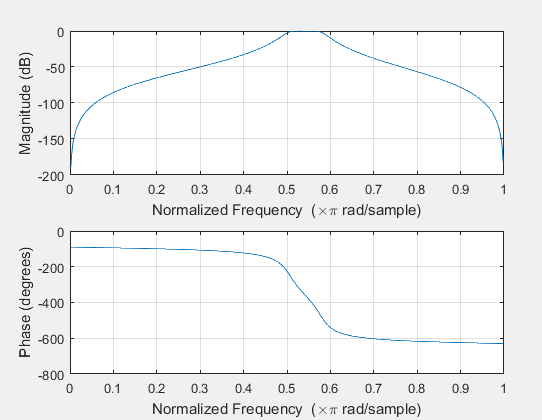 0
-50
-100
-150
-200
Magnitude (dB)
0 0.1 0.2 0.3 0.4 0.5 0.6 0.7 0.8 0.9 1
Normalized Frequency (×π rad/sample)
0
-200
-400
-600
-800
Phase (degrees)
0 0.1 0.2 0.3 0.4 0.5 0.6 0.7 0.8 0.9 1
Normalized Frequency (×π rad/sample)